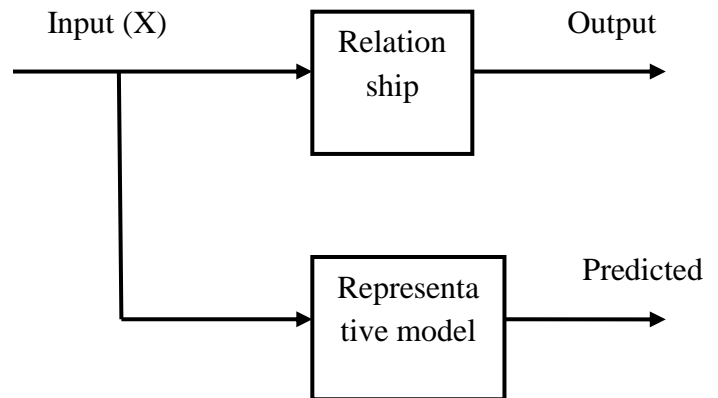 Input (X)
Relation
ship
Output
Representa
tive model
Predicted